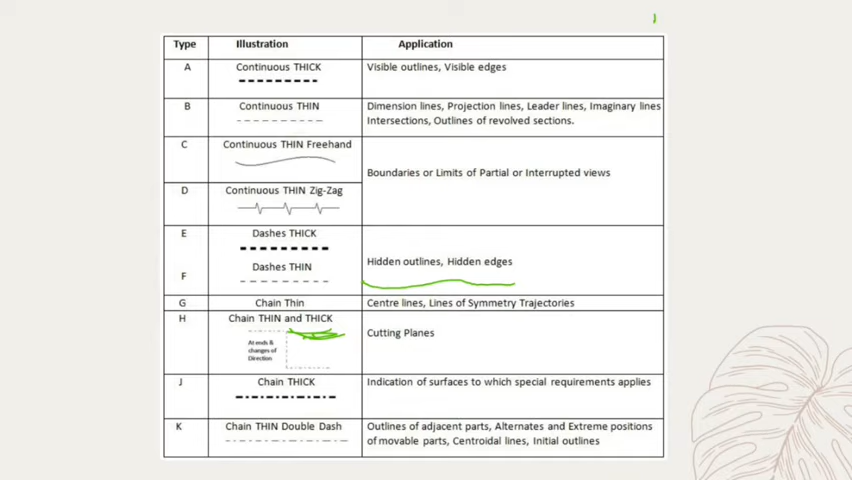 Type Illustration Application
A Continuous THICK Visible outlines, Visible edges
B Continuous THIN Dimension lines, Projection lines, Leader lines, Imaginary lines
Intersections, Outlines of revolved sections.
C Continuous THIN Freehand
Boundaries or Limits of Partial or Interrupted views
D Continuous THIN Zig-Zag
E Dashes THICK
Hidden outlines, Hidden edges
F Dashes THIN
G Chain Thin Centre lines, Lines of Symmetry Trajectories
H Chain THIN and THICK
Cutting Planes
At ends &
changes of
Direction
J Chain THICK Indication of surfaces to which special requirements applies
K Chain THIN Double Dash Outlines of adjacent parts, Alternates and Extreme positions
of movable parts, Centroidal lines, Initial outlines